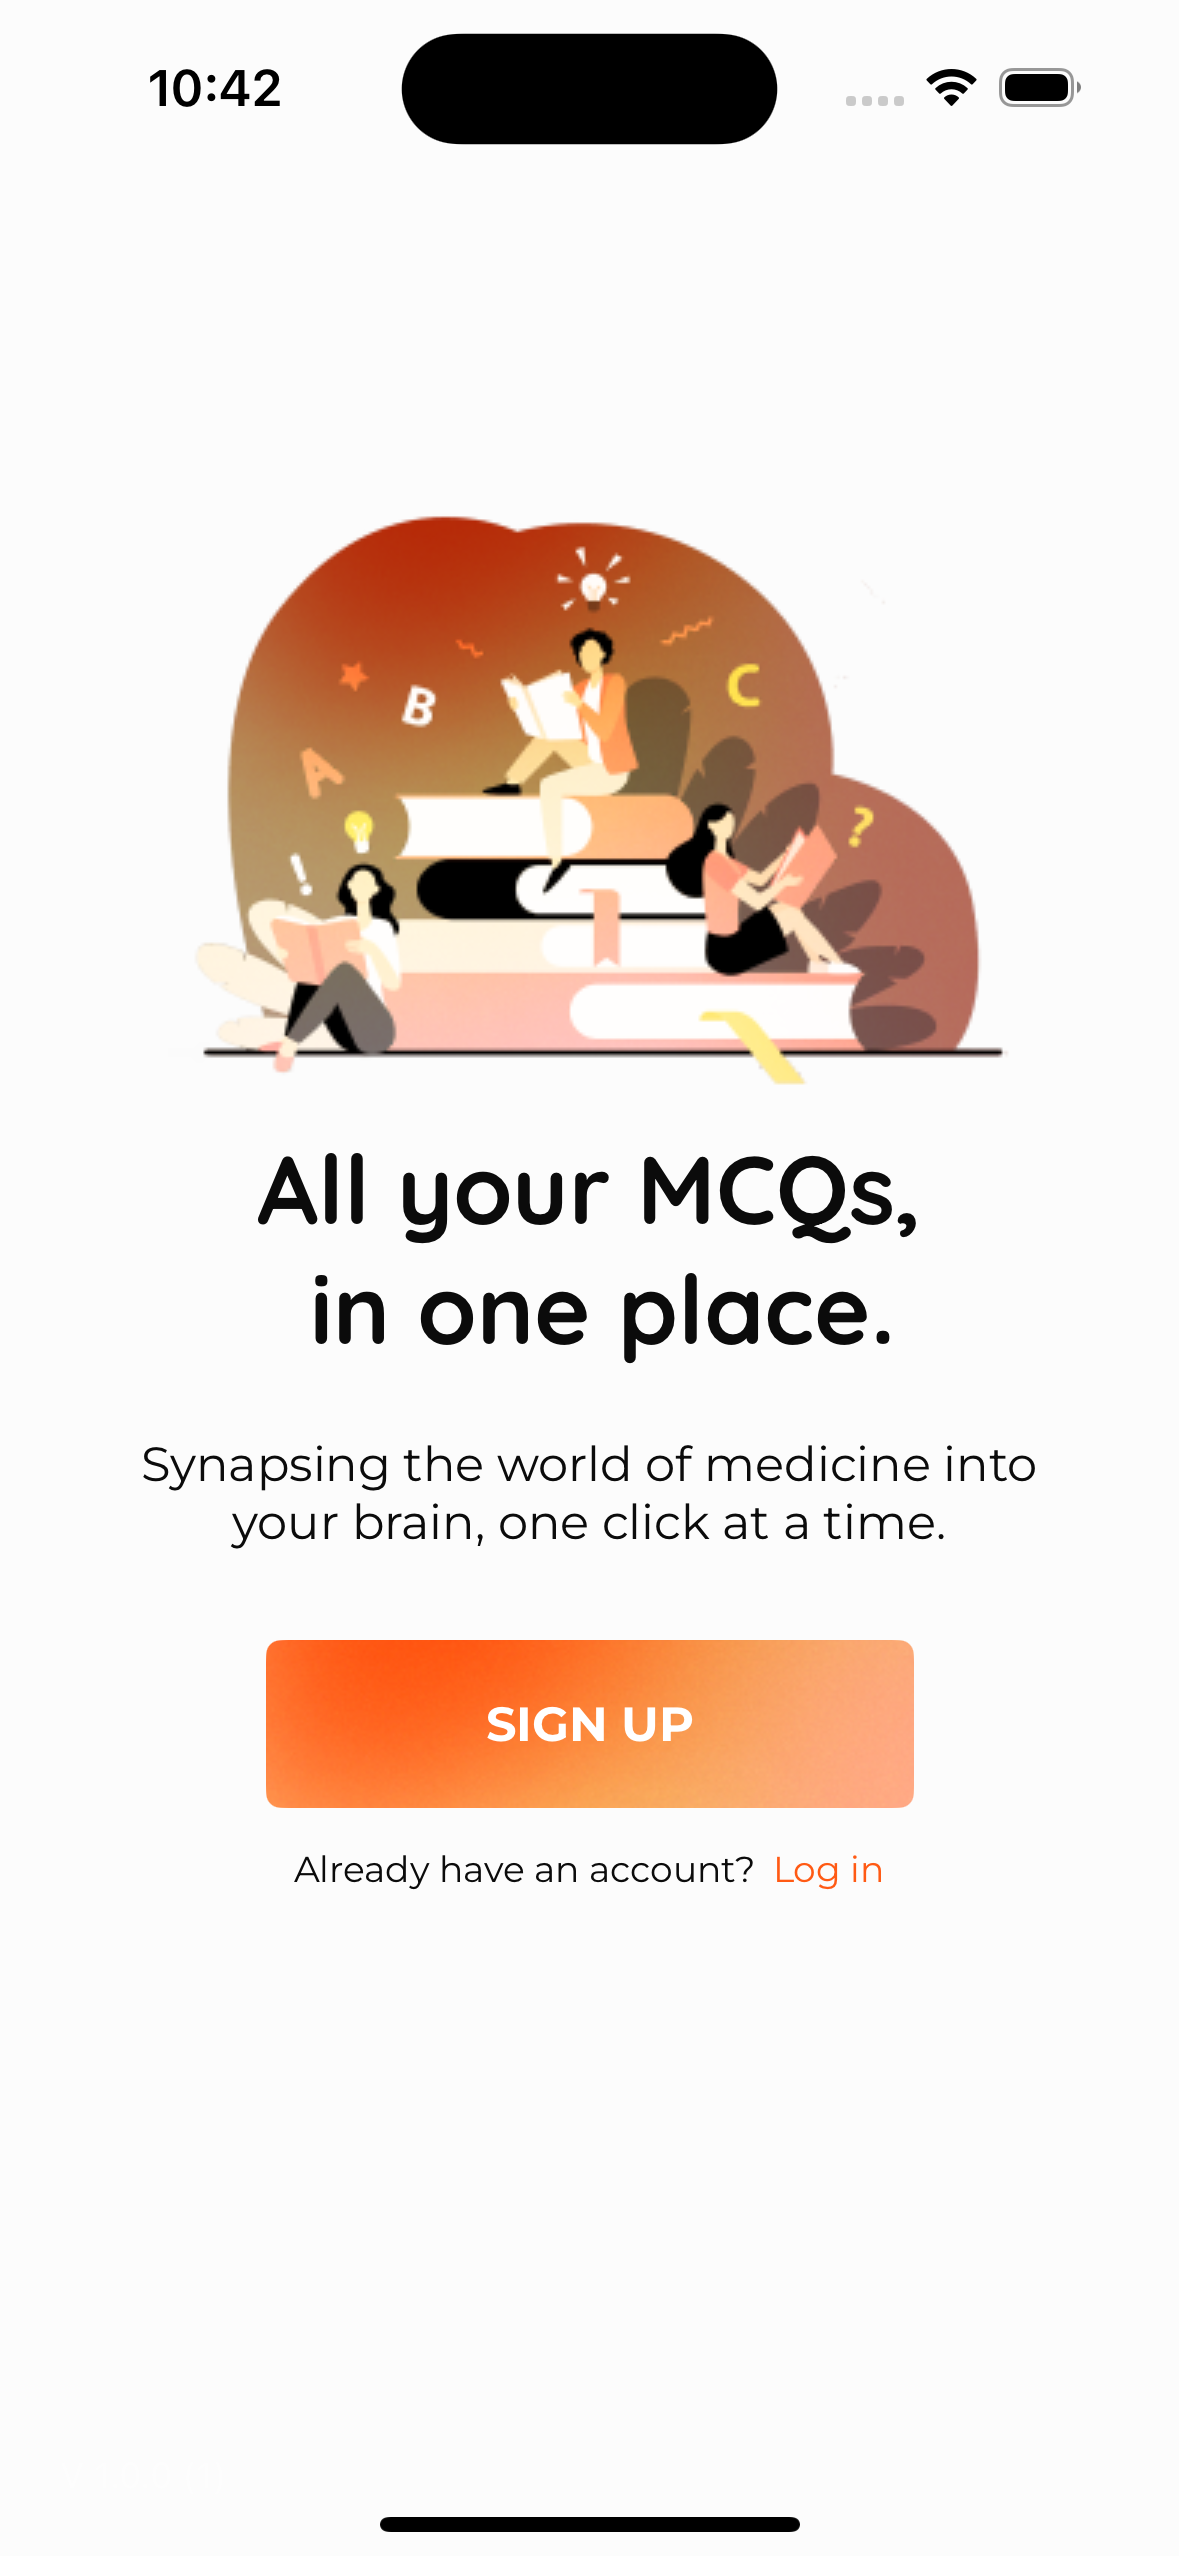 10:42
B
C
A
?
!
All your MCQs,
in one place.
Synapsing the world of medicine into
your brain, one click at a time.
SIGN UP
Already have an account? Log in